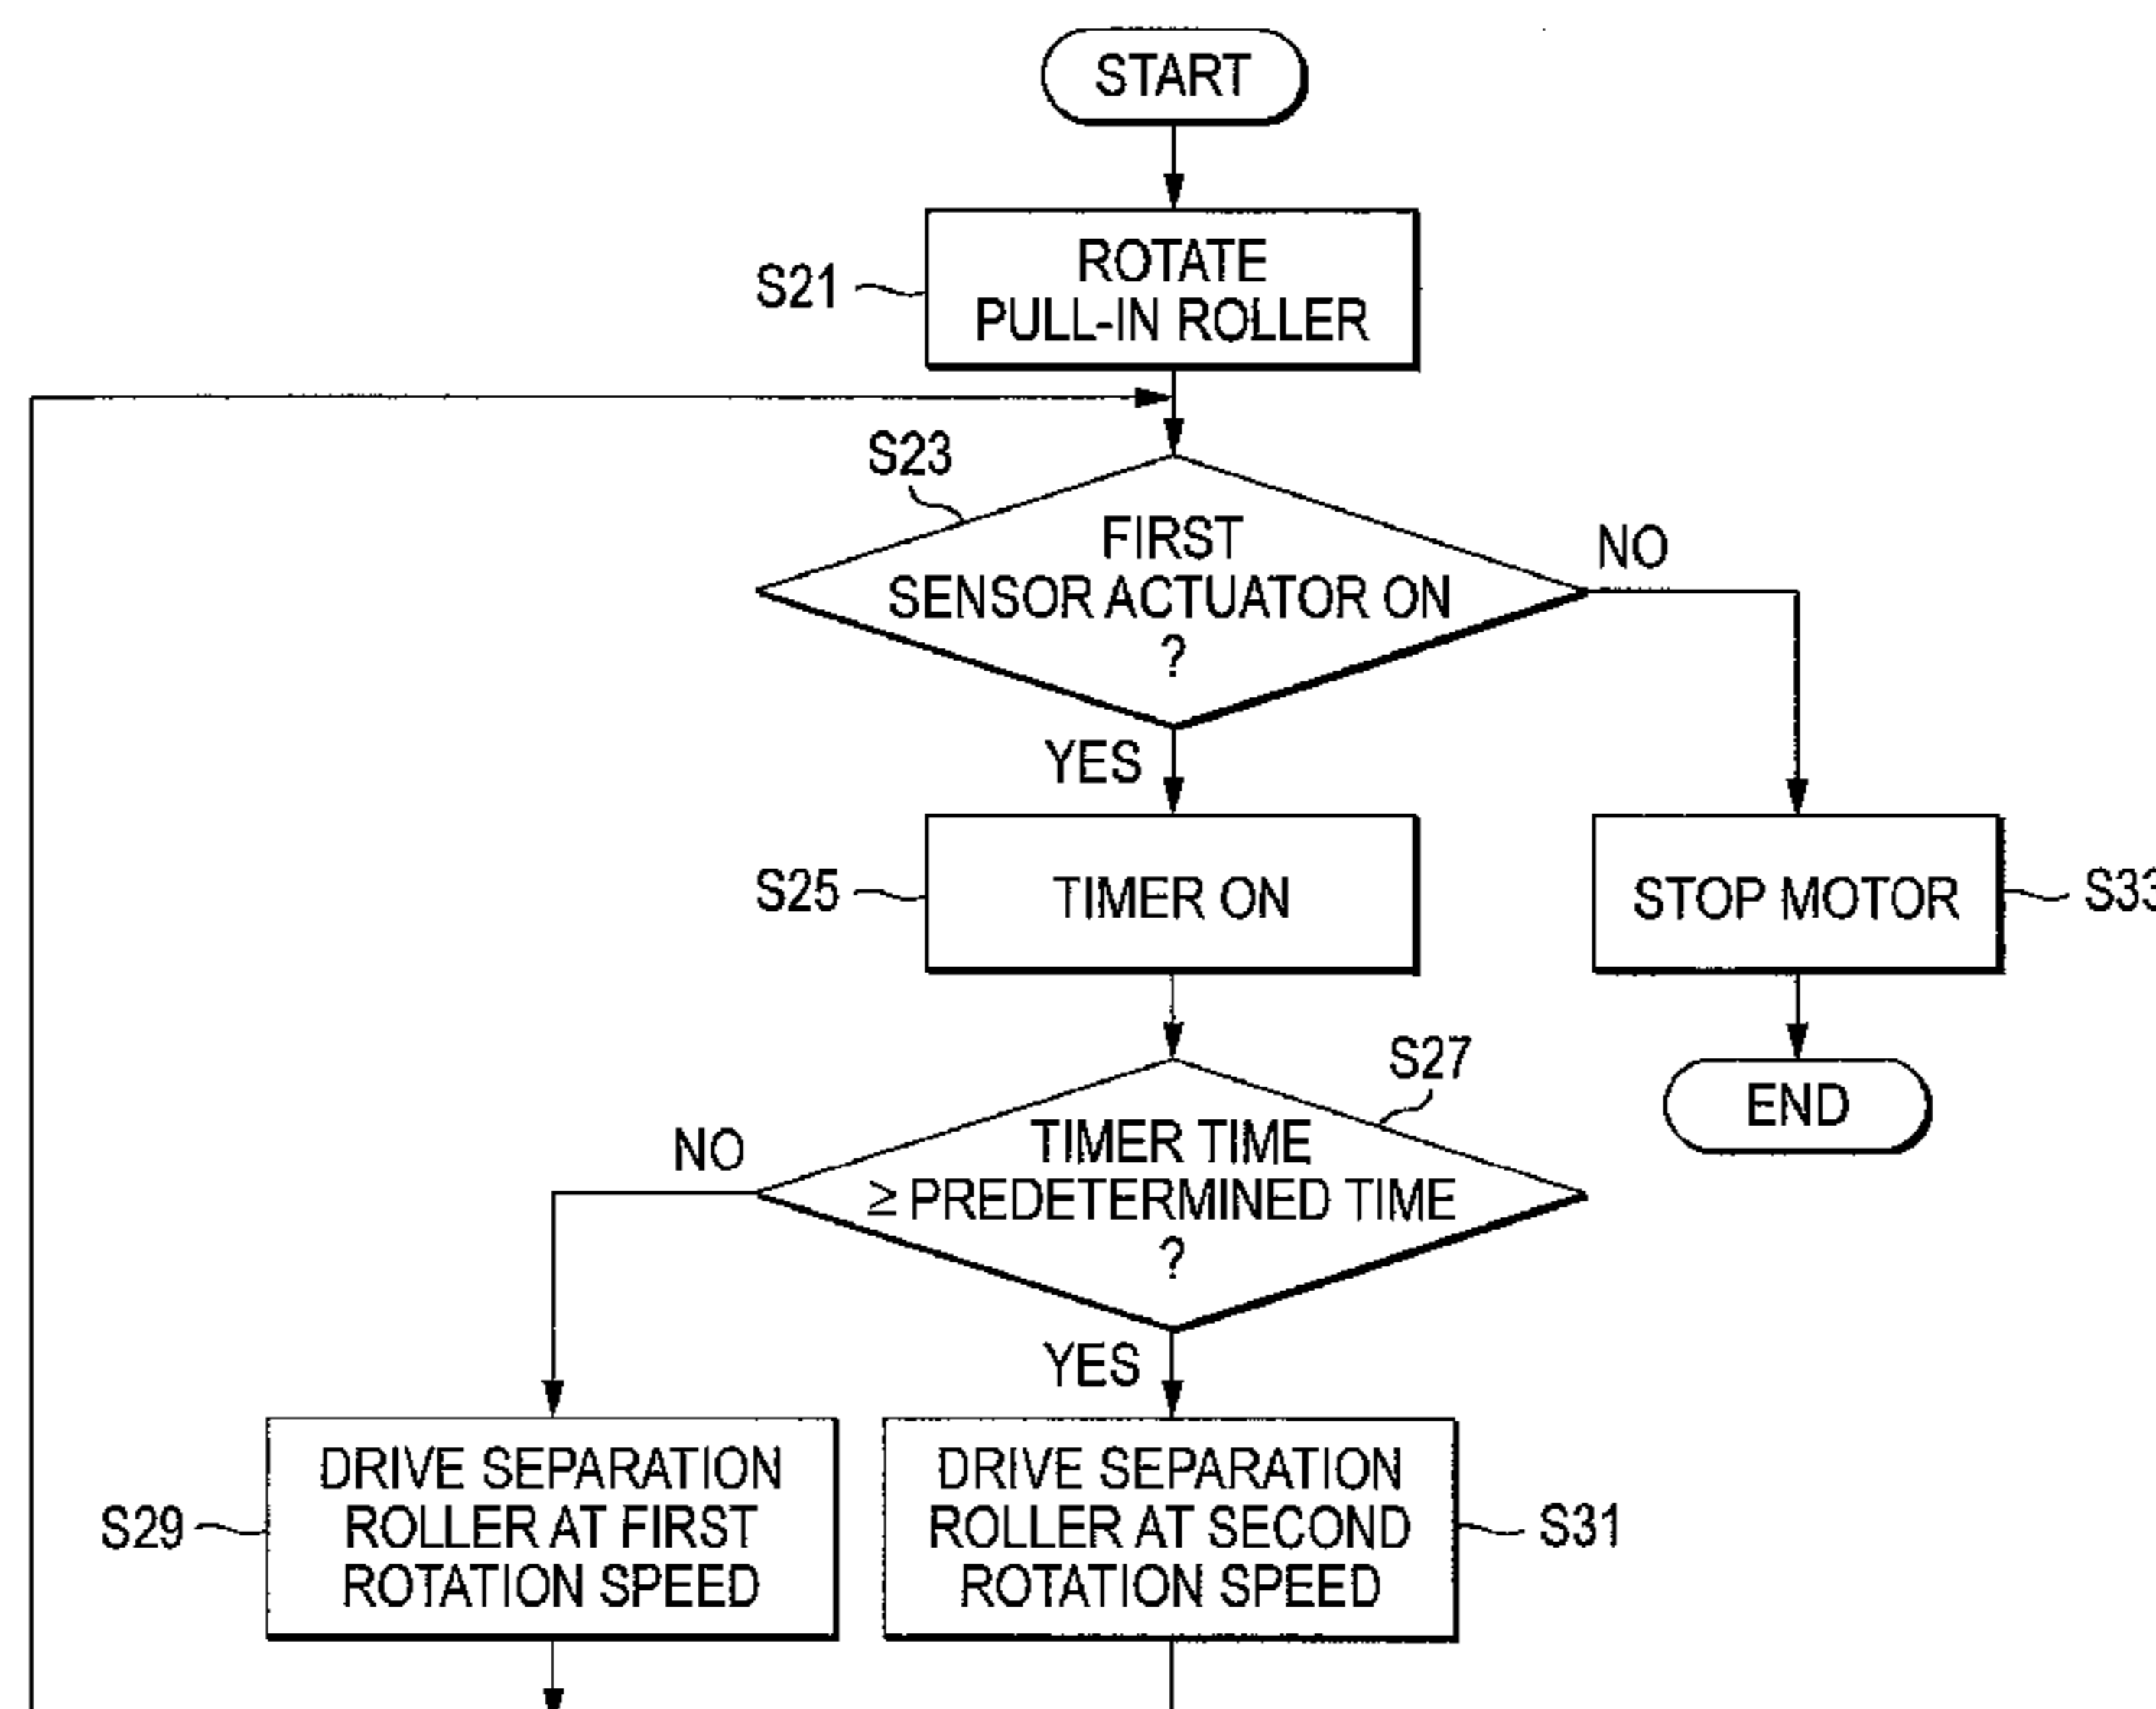 START
S21
ROTATE
PULL-IN ROLLER
S23
FIRST
SENSOR ACTUATOR ON
?
NO
YES
S25
TIMER ON
STOP MOTOR
S33
END
S27
TIMER TIME
≥ PREDETERMINED TIME
?
NO
YES
S29
DRIVE SEPARATION
ROLLER AT FIRST
ROTATION SPEED
DRIVE SEPARATION
ROLLER AT SECOND
ROTATION SPEED
S31